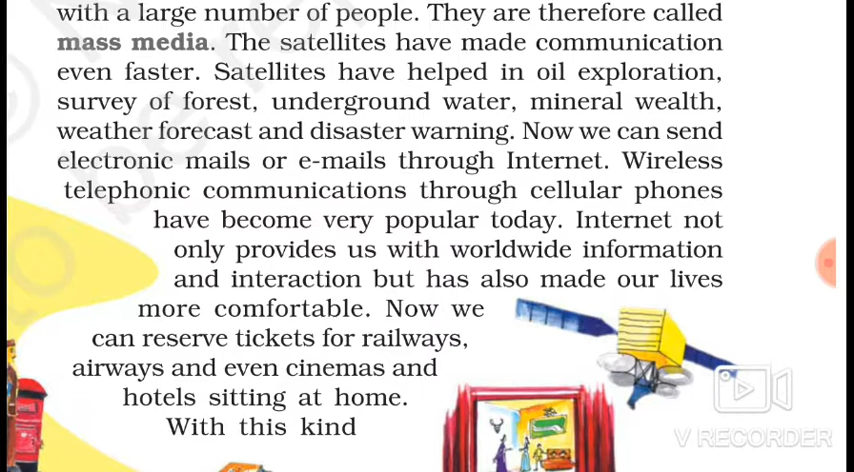 with a large number of people. They are therefore called
mass media. The satellites have made communication
even faster. Satellites have helped in oil exploration,
survey of forest, underground water, mineral wealth,
weather forecast and disaster warning. Now we can send
electronic mails or e-mails through Internet. Wireless
telephonic communications through cellular phones
have become very popular today. Internet not
only provides us with worldwide information
and interaction but has also made our lives
more comfortable. Now we
can reserve tickets for railways,
airways and even cinemas and
hotels sitting at home.
With this kind
V RECORDER